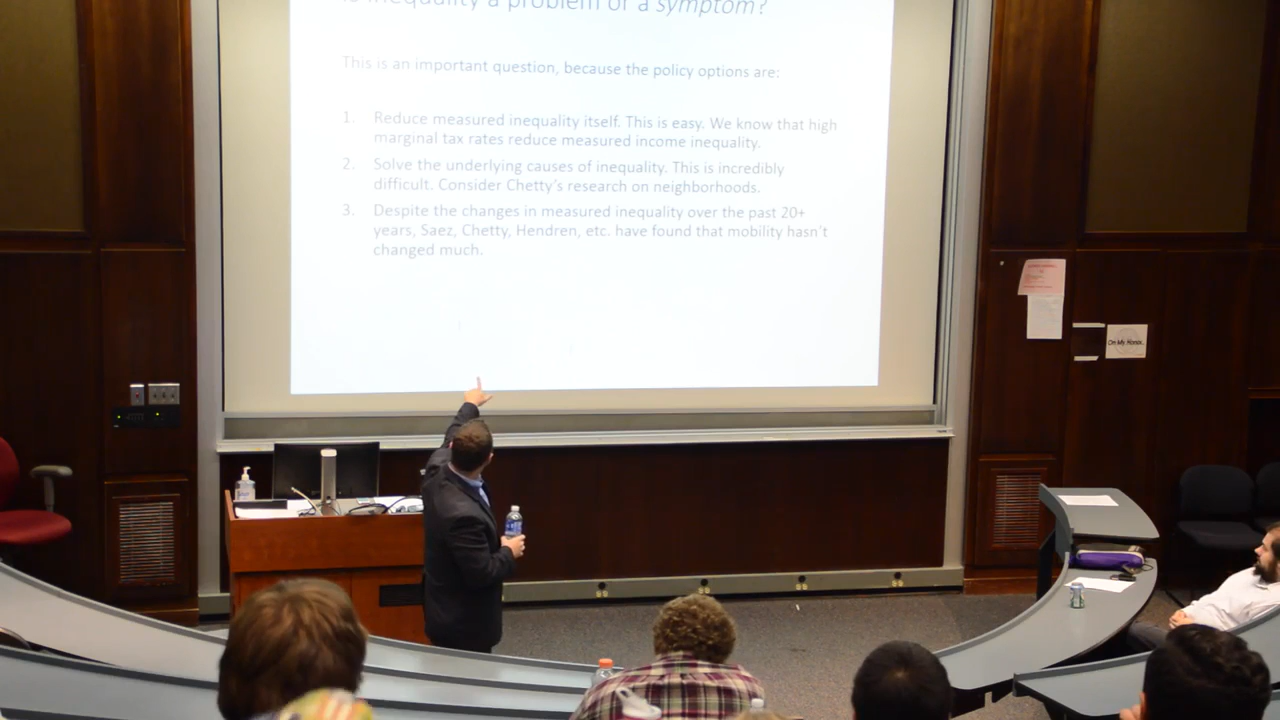 is inequality a problem or a symptom?
This is an important question, because the policy options are:
1. Reduce measured inequality itself. This is easy. We know that high
marginal tax rates reduce measured income inequality.
2. Solve the underlying causes of inequality. This is incredibly
difficult. Consider Chetty's research on neighborhoods.
3. Despite the changes in measured inequality over the past 20+
years, Saez, Chetty, Hendren, etc. have found that mobility hasn't
changed much.
On My Honor